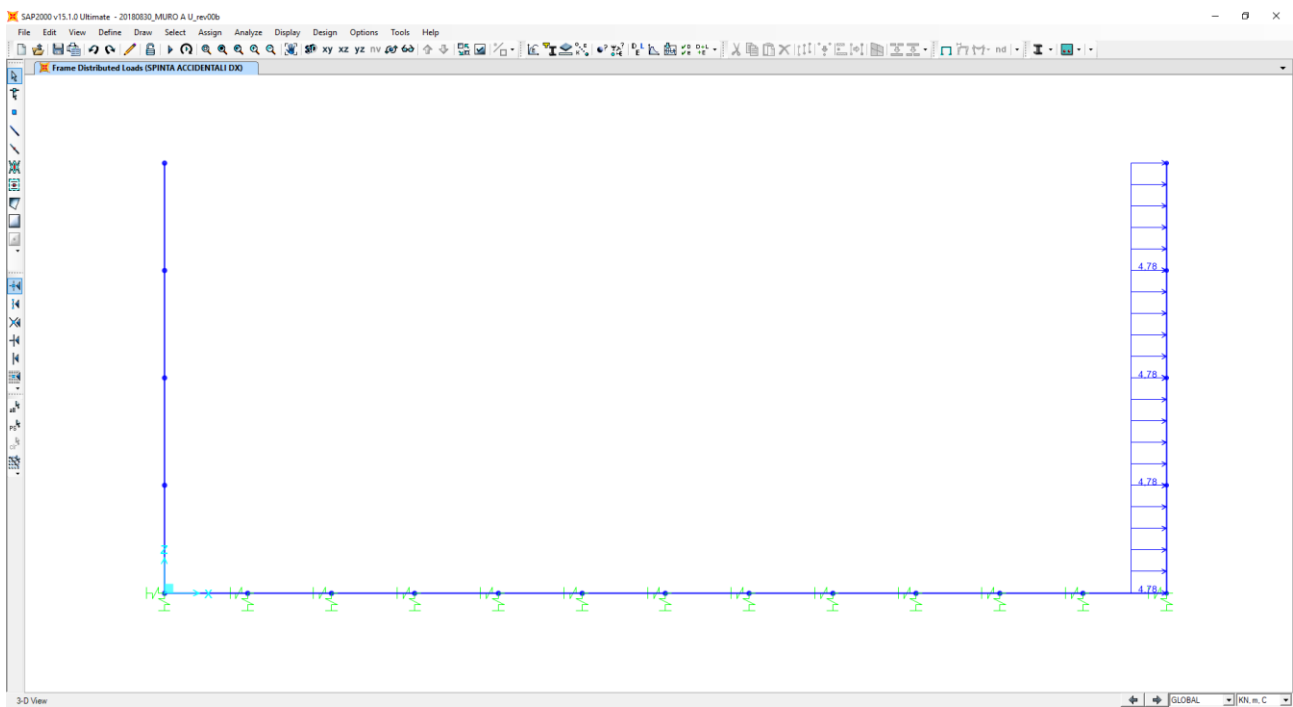 SAP2000 v15.1.0 Ultimate - 20180830_MURO A U_rev00b
File Edit View Define Draw Select Assign Analyze Display Design Options Tools Help
xy xz yz nv nd
Frame Distributed Loads (SPINTA ACCIDENTALI DX)
4.78
4.78
4.78
4.78
X
3-D View GLOBAL KN, m, C